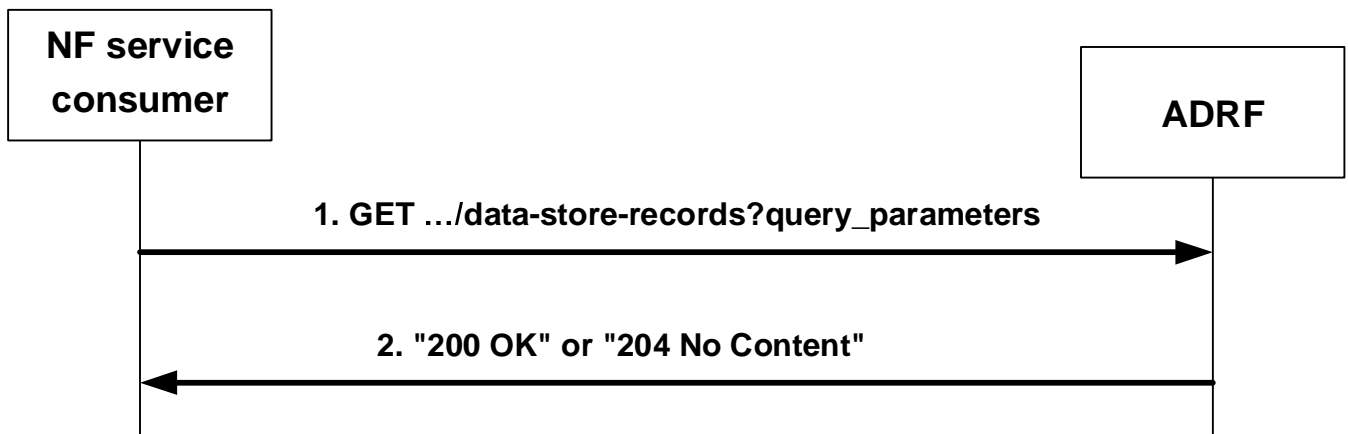 NF service
consumer
ADRF
1. GET …/data-store-records?query_parameters
2. "200 OK" or "204 No Content"